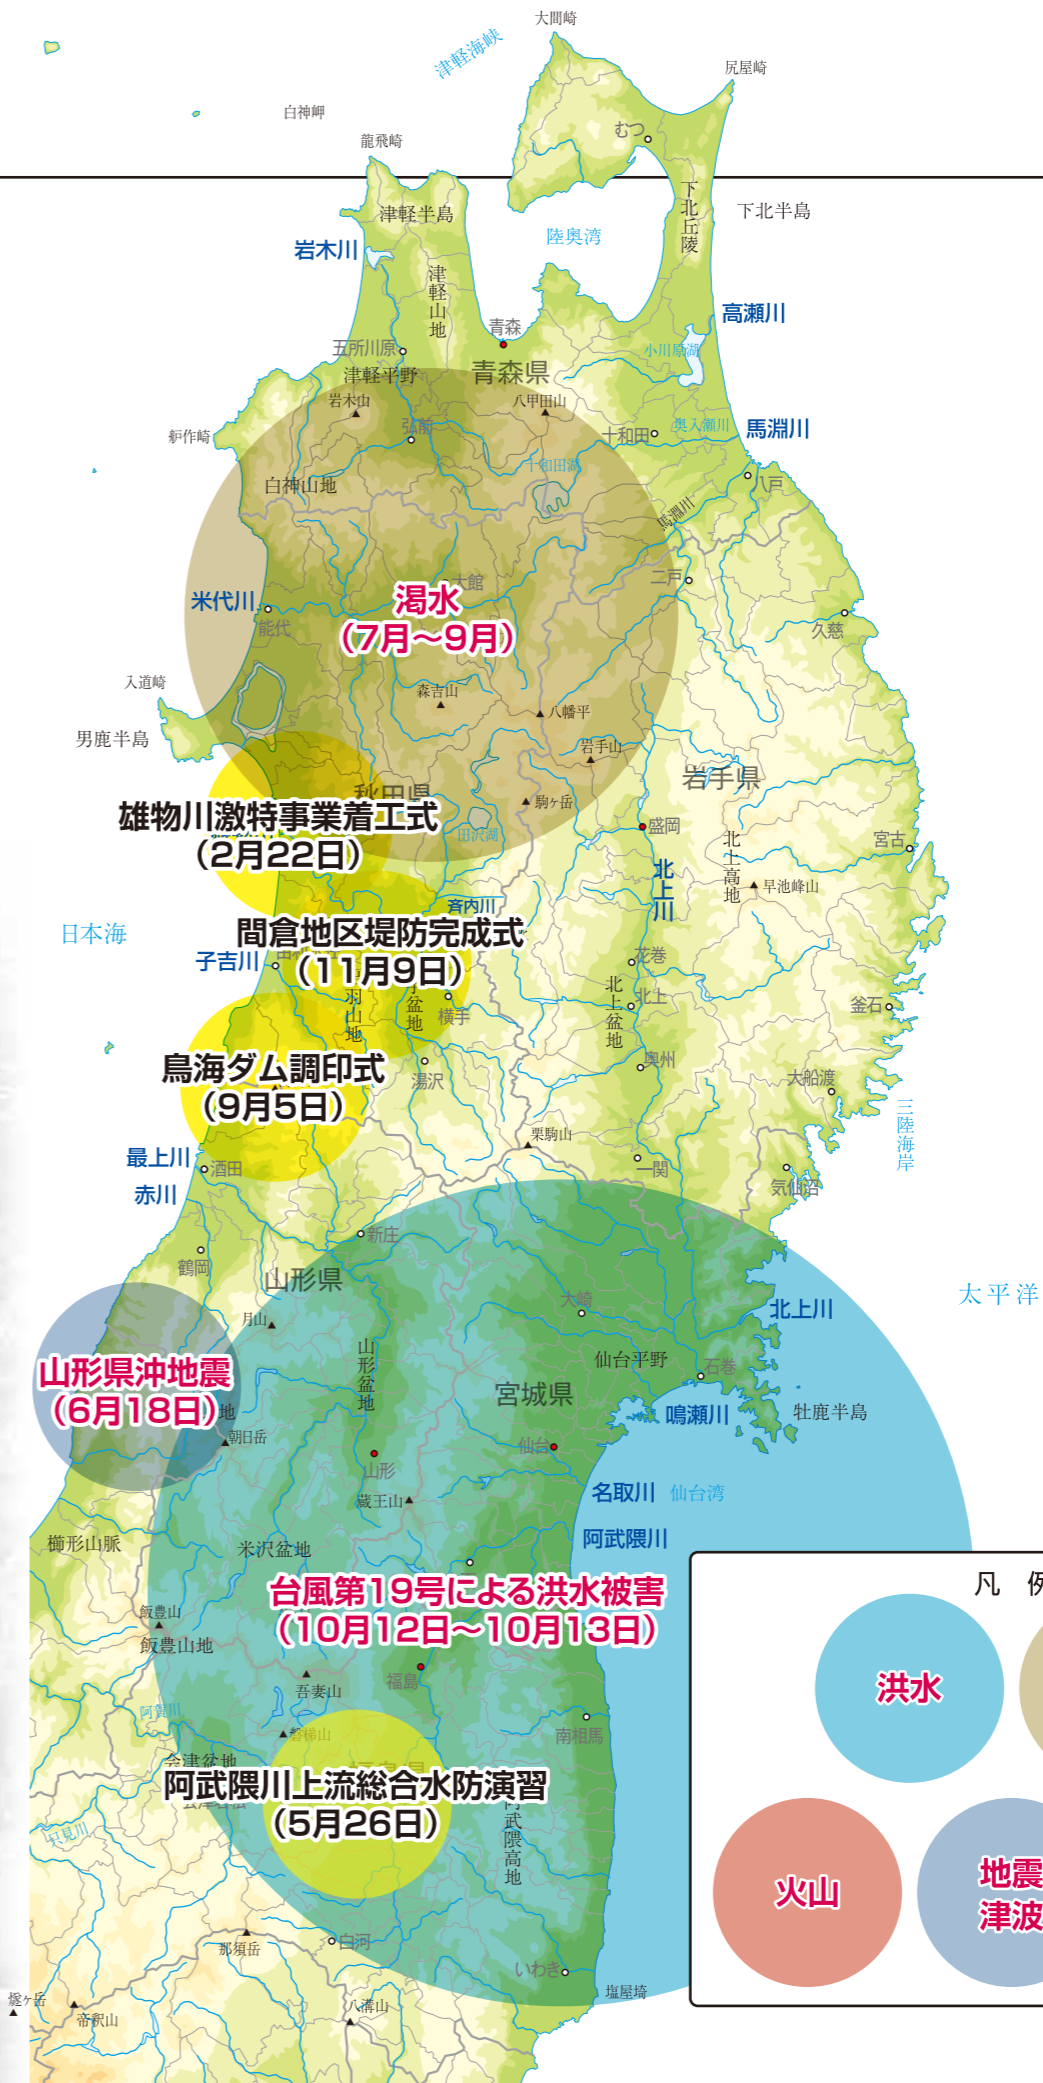 大間崎
津軽海峡
尻屋崎
白神岬
むつ
龍飛崎
津軽半島
下北丘陵
下北半島
陸奥湾
岩木川
津軽山地
高瀬川
青森
五所川原
小川原湖
青森県
津軽平野
岩木山
八甲田山
弘前
十和田
奥入瀬川
馬淵川
舮作崎
十和田湖
白神山地
八戸
馬淵川
大館
二戸
米代川
能代
渇水
（7月〜9月）
久慈
入道崎
森吉山
八幡平
男鹿半島
岩手山
岩手県
秋田県
駒ヶ岳
雄物川激特事業着工式
（2月22日）
田沢湖
盛岡
北上高地
宮古
北上川
早池峰山
斉内川
日本海
間倉地区堤防完成式
（11月9日）
子吉川
花巻
北上盆地
北上
横手
釜石
鳥海ダム調印式
（9月5日）
湯沢
奥州
大船渡
三陸海岸
栗駒山
最上川
酒田
一関
気仙沼
赤川
新庄
鶴岡
山形県
太平洋
大崎
北上川
月山
山形盆地
仙台平野
石巻
山形県沖地震
（6月18日）
宮城県
地
鳴瀬川
牡鹿半島
朝日岳
仙台
山形
蔵王山
名取川
仙台湾
櫛形山脈
米沢盆地
阿武隈川
台風第19号による洪水被害
（10月12日〜10月13日）
凡 例
飯豊山
飯豊山地
福島
吾妻山
洪水
阿賀川
磐梯山
南相馬
会津盆地
阿武隈川上流総合水防演習
（5月26日）
只見川
阿武隈高地
火山
地震
津波
那須岳
白河
いわき
塩屋埼
燧ヶ岳
帝釈山
八溝山